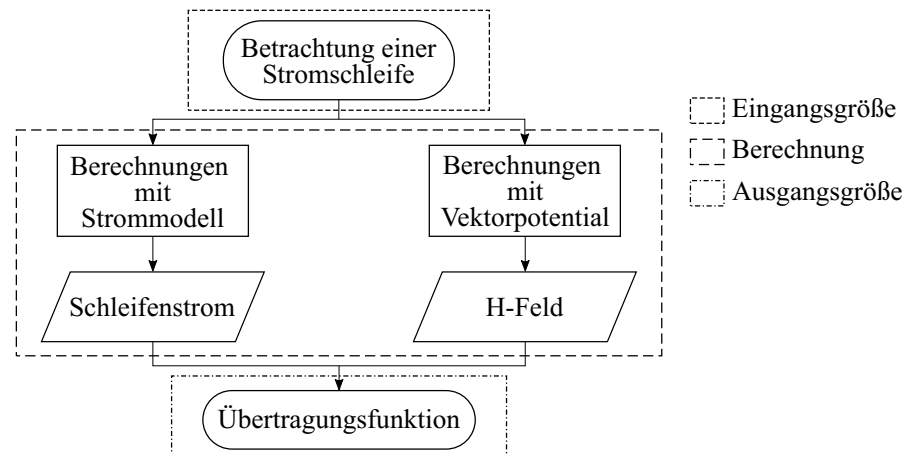 Betrachtung einer
Stromschleife
Eingangsgröße
Berechnung
Ausgangsgröße
Berechnungen
mit
Strommodell
Berechnungen
mit
Vektorpotential
Schleifenstrom
H-Feld
Übertragungsfunktion